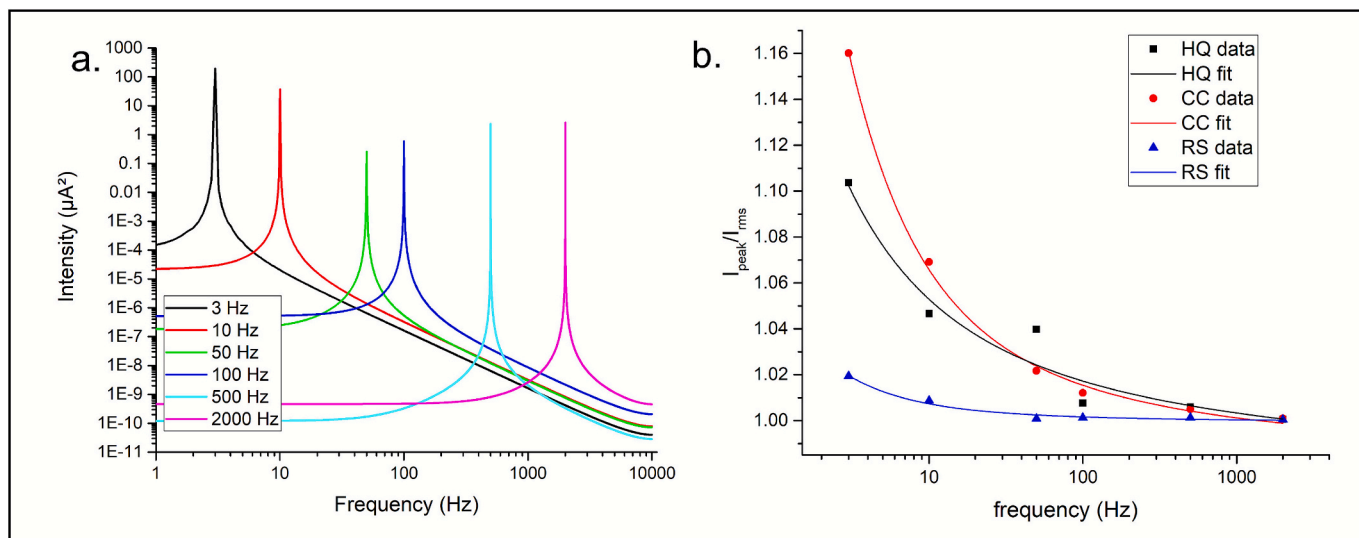 a.
Intensity (µA²)
1000
100
10
1
0.1
0.01
1E-3
1E-4
1E-5
1E-6
1E-7
1E-8
1E-9
1E-10
1E-11
3 Hz
10 Hz
50 Hz
100 Hz
500 Hz
2000 Hz
1 10 100 1000 10000
Frequency (Hz)
b.
I_peak/I_rms
1.16
1.14
1.12
1.10
1.08
1.06
1.04
1.02
1.00
HQ data
HQ fit
CC data
CC fit
RS data
RS fit
10 100 1000
frequency (Hz)